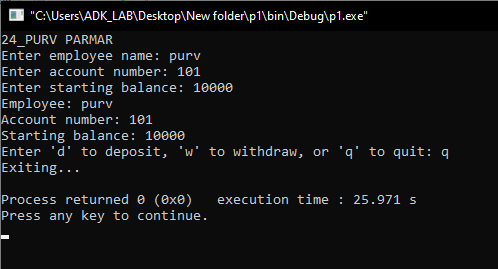 "C:\Users\ADK_LAB\Desktop\New folder\p1\bin\Debug\p1.exe"
24_PURV PARMAR
Enter employee name: purv
Enter account number: 101
Enter starting balance: 10000
Employee: purv
Account number: 101
Starting balance: 10000
Enter 'd' to deposit, 'w' to withdraw, or 'q' to quit: q
Exiting...
Process returned 0 (0x0)   execution time : 25.971 s
Press any key to continue.